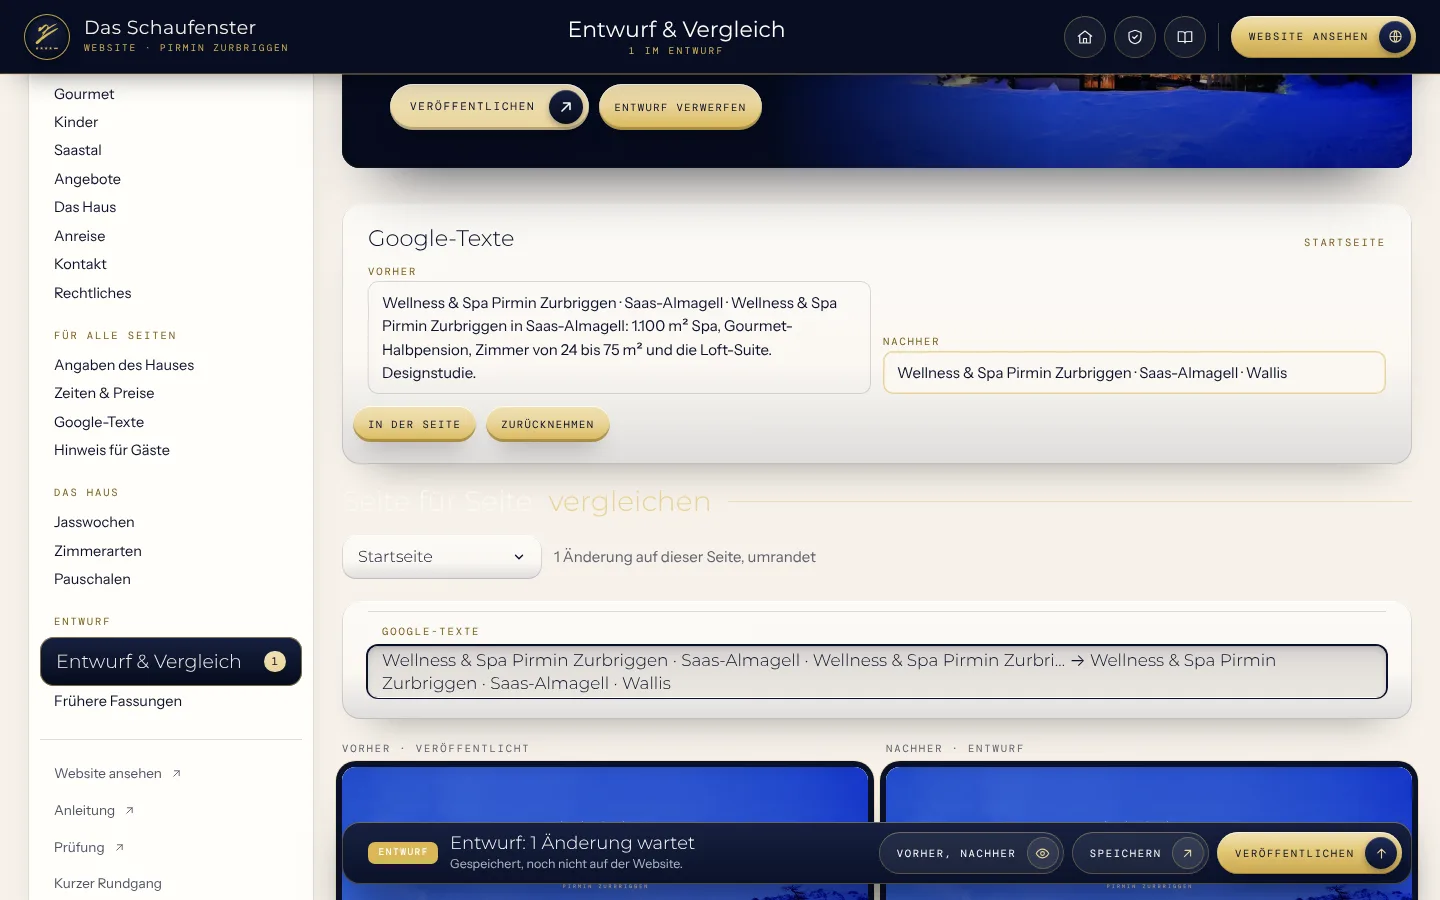 Das Schaufenster
WEBSITE · PIRMIN ZURBRIGGEN
Entwurf & Vergleich
1 IM ENTWURF
WEBSITE ANSEHEN
Gourmet
Kinder
Saastal
Angebote
Das Haus
Anreise
Kontakt
Rechtliches
FÜR ALLE SEITEN
Angaben des Hauses
Zeiten & Preise
Google-Texte
Hinweis für Gäste
DAS HAUS
Jasswochen
Zimmerarten
Pauschalen
ENTWURF
Entwurf & Vergleich 1
Frühere Fassungen
Website ansehen
Anleitung
Prüfung
Kurzer Rundgang
VERÖFFENTLICHEN
ENTWURF VERWERFEN
Google-Texte
STARTSEITE
VORHER
Wellness & Spa Pirmin Zurbriggen · Saas-Almagell · Wellness & Spa
Pirmin Zurbriggen in Saas-Almagell: 1.100 m² Spa, Gourmet-
Halbpension, Zimmer von 24 bis 75 m² und die Loft-Suite.
Designstudie.
NACHHER
Wellness & Spa Pirmin Zurbriggen · Saas-Almagell · Wallis
IN DER SEITE
ZURÜCKNEHMEN
Seite für Seite vergleichen
Startseite
1 Änderung auf dieser Seite, umrandet
GOOGLE-TEXTE
Wellness & Spa Pirmin Zurbriggen · Saas-Almagell · Wellness & Spa Pirmin Zurbri… → Wellness & Spa Pirmin
Zurbriggen · Saas-Almagell · Wallis
VORHER · VERÖFFENTLICHT
NACHHER · ENTWURF
ENTWURF
Entwurf: 1 Änderung wartet
Gespeichert, noch nicht auf der Website.
VORHER, NACHHER
SPEICHERN
VERÖFFENTLICHEN
PIRMIN ZURBRIGGEN
PIRMIN ZURBRIGGEN